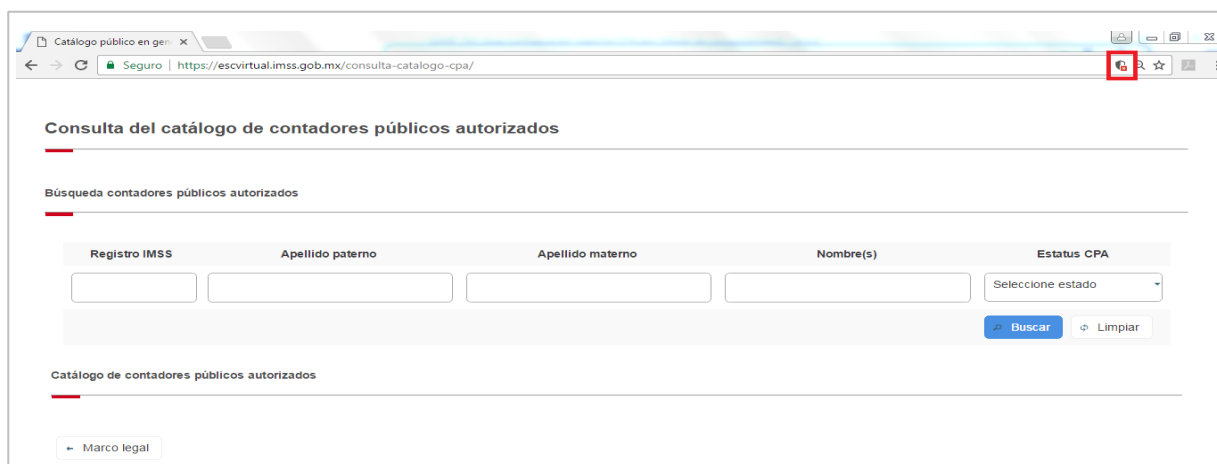 Catálogo público en gen
Seguro | https://escvirtual.imss.gob.mx/consulta-catalogo-cpa/
Consulta del catálogo de contadores públicos autorizados
Búsqueda contadores públicos autorizados
Registro IMSS Apellido paterno Apellido materno Nombre(s) Estatus CPA
Seleccione estado
Buscar Limpiar
Catálogo de contadores públicos autorizados
Marco legal